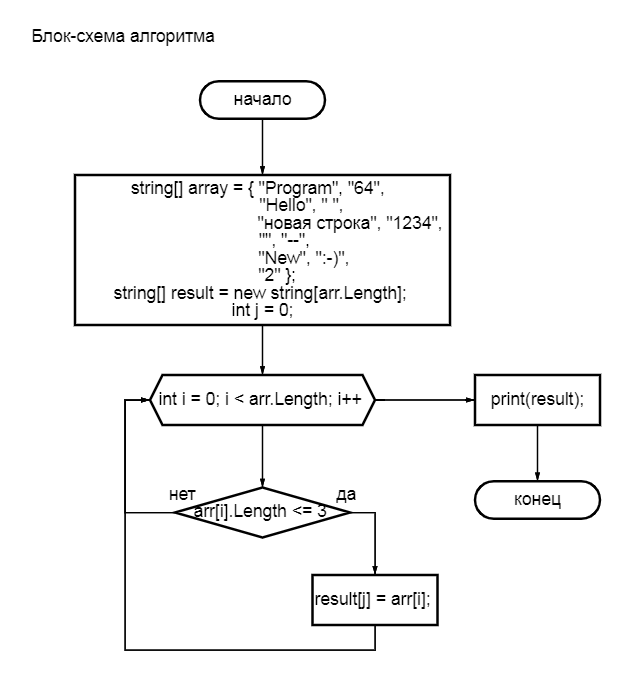 Блок-схема алгоритма
начало
string[] array = { "Program", "64",
"Hello", " ",
"новая строка", "1234",
"", "--",
"New", ":-)",
"2" };
string[] result = new string[arr.Length];
int j = 0;
int i = 0; i < arr.Length; i++
print(result);
нет
да
arr[i].Length <= 3
конец
result[j] = arr[i];